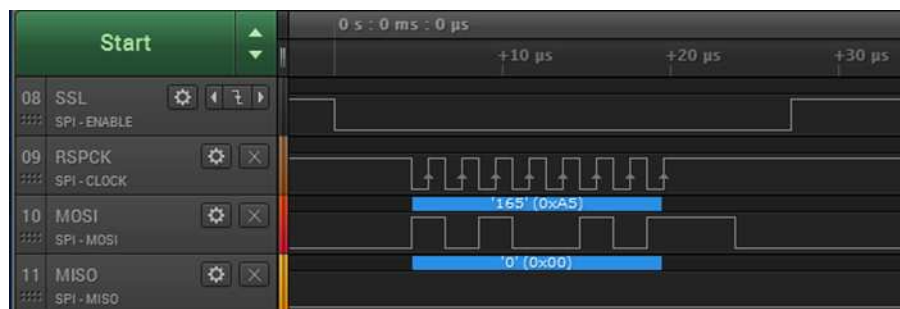 Start
0 s : 0 ms : 0 µs
+10 µs +20 µs +30 µs
08 SSL
SPI - ENABLE
09 RSPCK
SPI - CLOCK
'165' (0xA5)
10 MOSI
SPI - MOSI
'0' (0x00)
11 MISO
SPI - MISO